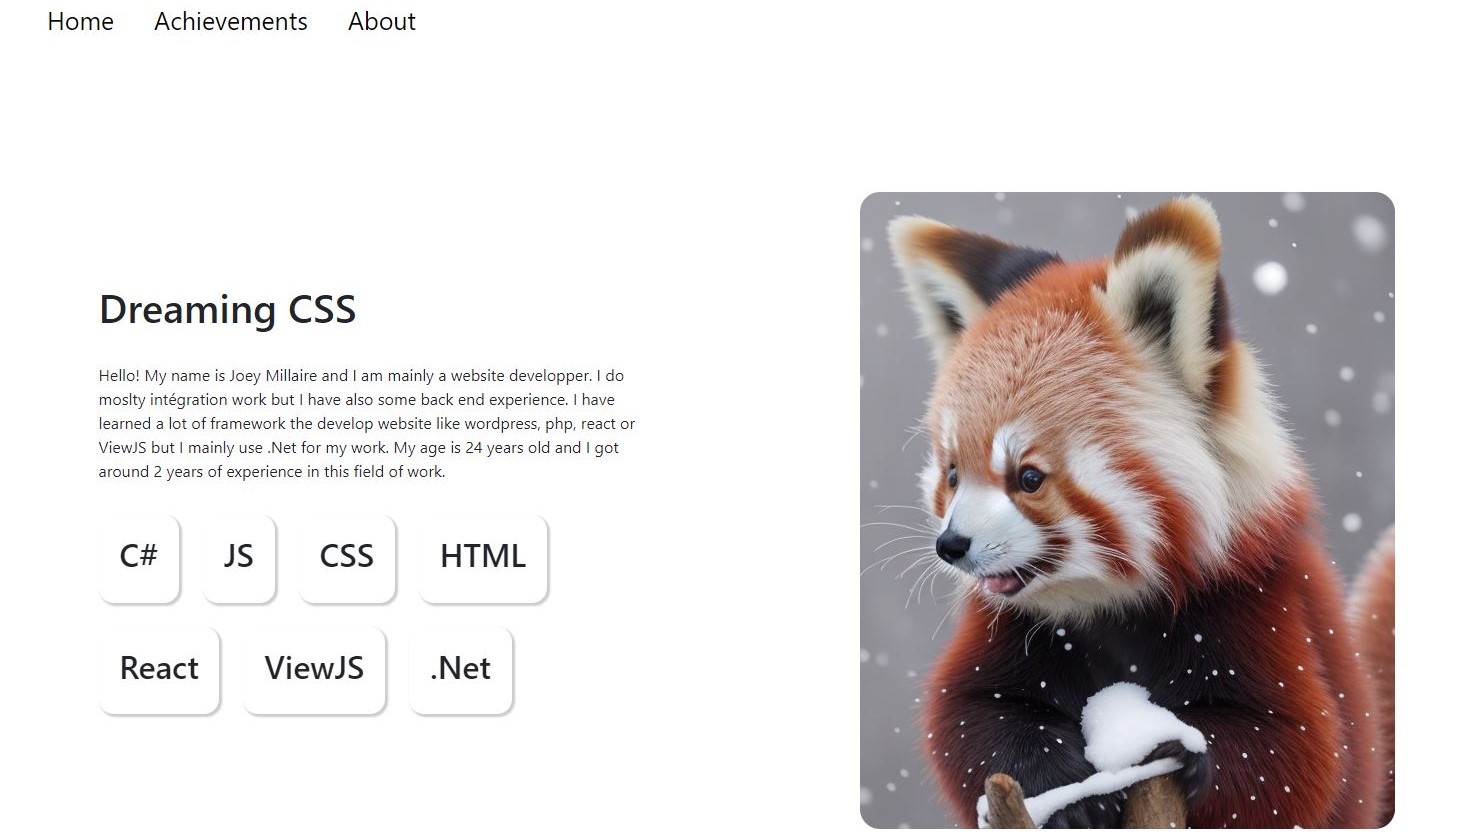 Home Achievements About
Dreaming CSS
Hello! My name is Joey Millaire and I am mainly a website developper. I do
moslty intégration work but I have also some back end experience. I have
learned a lot of framework the develop website like wordpress, php, react or
ViewJS but I mainly use .Net for my work. My age is 24 years old and I got
around 2 years of experience in this field of work.
C# JS CSS HTML
React ViewJS .Net